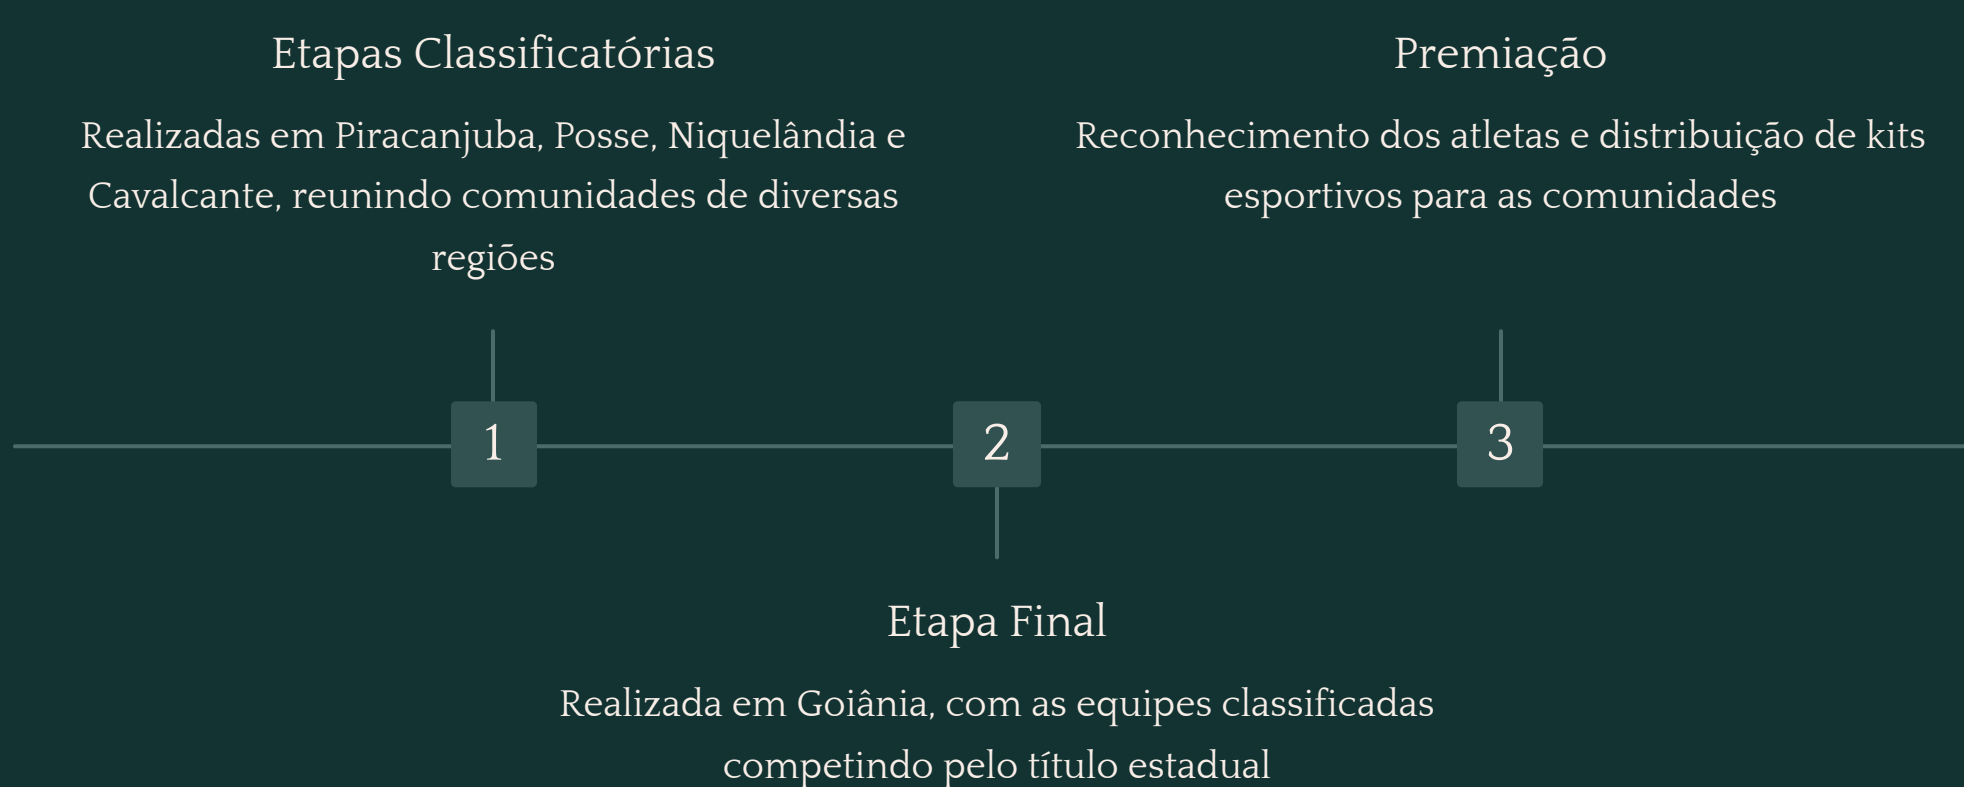 Etapas Classificatórias
Realizadas em Piracanjuba, Posse, Niquelândia e
Cavalcante, reunindo comunidades de diversas
regiões
Premiação
Reconhecimento dos atletas e distribuição de kits
esportivos para as comunidades
1
2
3
Etapa Final
Realizada em Goiânia, com as equipes classificadas
competindo pelo título estadual